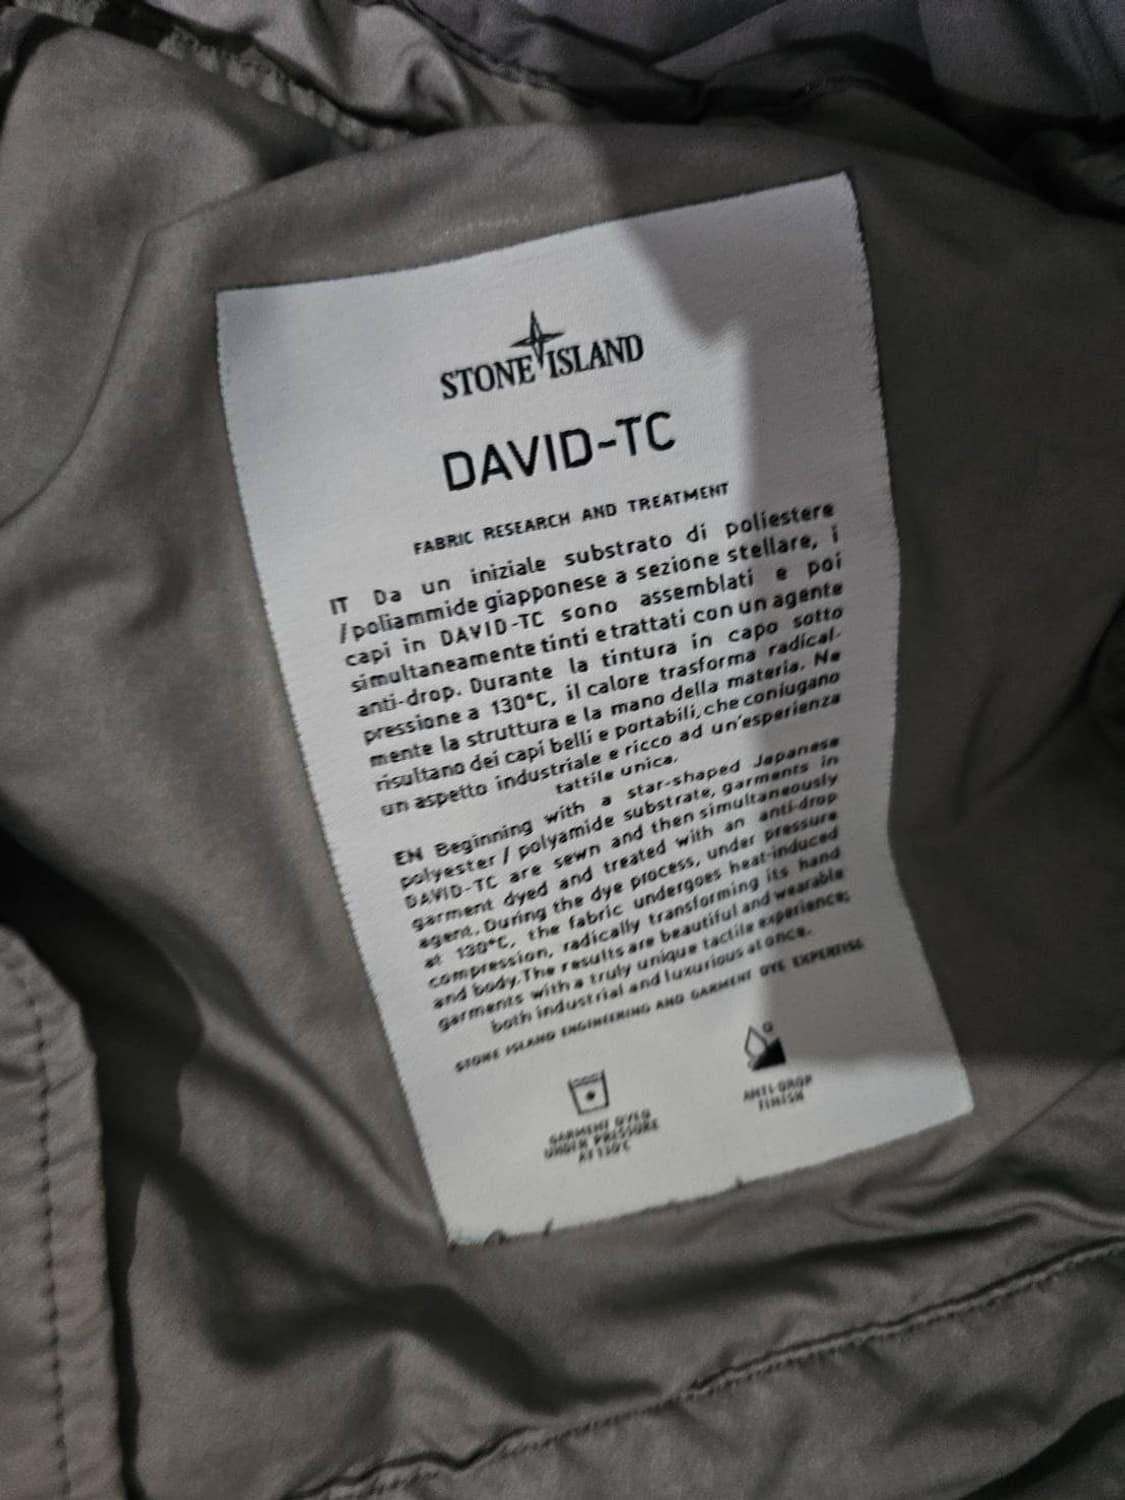 STONE ISLAND
DAVID-TC
FABRIC RESEARCH AND TREATMENT
IT Da un iniziale substrato di poliestere
/poliammide giapponese a sezione stellare, i
capi in DAVID-TC sono assemblati e poi
simultaneamente tinti e trattati con un agente
anti-drop. Durante la tintura in capo sotto
pressione a 130°C, il calore trasforma radical-
mente la struttura e la mano della materia. Ne
risultano dei capi belli e portabili, che coniugano
un aspetto industriale e ricco ad un'esperienza
tattile unica.
EN Beginning with a star-shaped Japanese
polyester / polyamide substrate, garments in
DAVID-TC are sewn and then simultaneously
garment dyed and treated with an anti-drop
agent. During the dye process, under pressure
at 130°C, the fabric undergoes heat-induced
compression, radically transforming its hand
and body. The results are beautiful and wearable
garments with a truly unique tactile experience;
both industrial and luxurious at once.
STONE ISLAND ENGINEERING AND GARMENT DYE EXPERTISE
GARMENT DYED
UNDER PRESSURE
AT 130°C
ANTI-DROP
FINISH